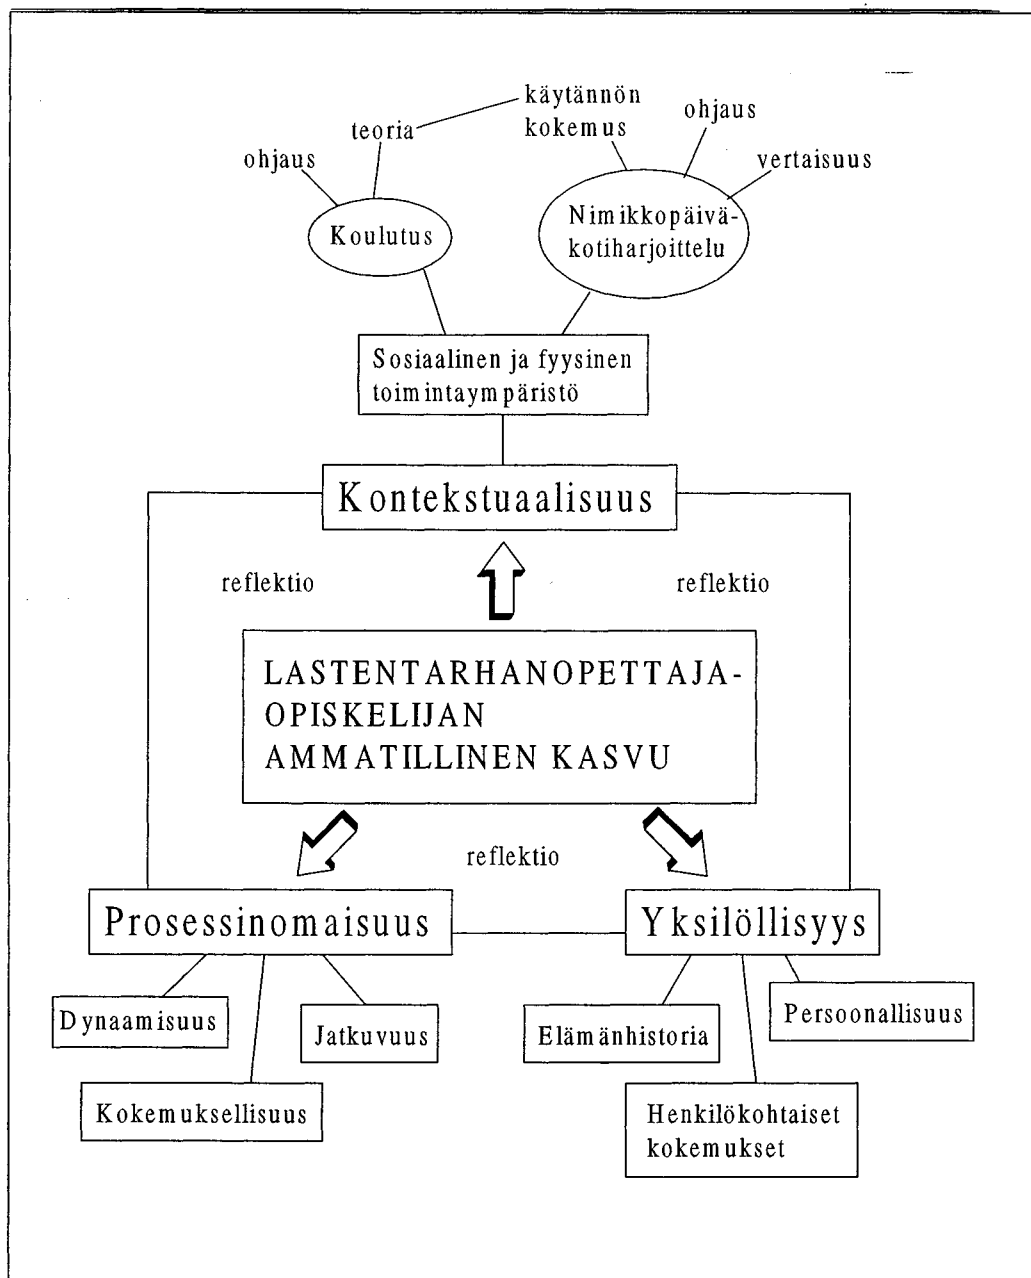 käytännön
kokemus
ohjaus
teoria
ohjaus
vertaisuus
Koulutus
Nimikkopäivä-
kotiharjoittelu
Sosiaalinen ja fyysinen
toimintaympäristö
Kontekstuaalisuus
reflektio
reflektio
LASTENTARHANOPETTAJA-
OPISKELIJAN
AMMATILLINEN KASVU
reflektio
Prosessinomaisuus
Yksilöllisyys
Dynaamisuus
Jatkuvuus
Elämänhistoria
Persoonallisuus
Kokemuksellisuus
Henkilökohtaiset
kokemukset